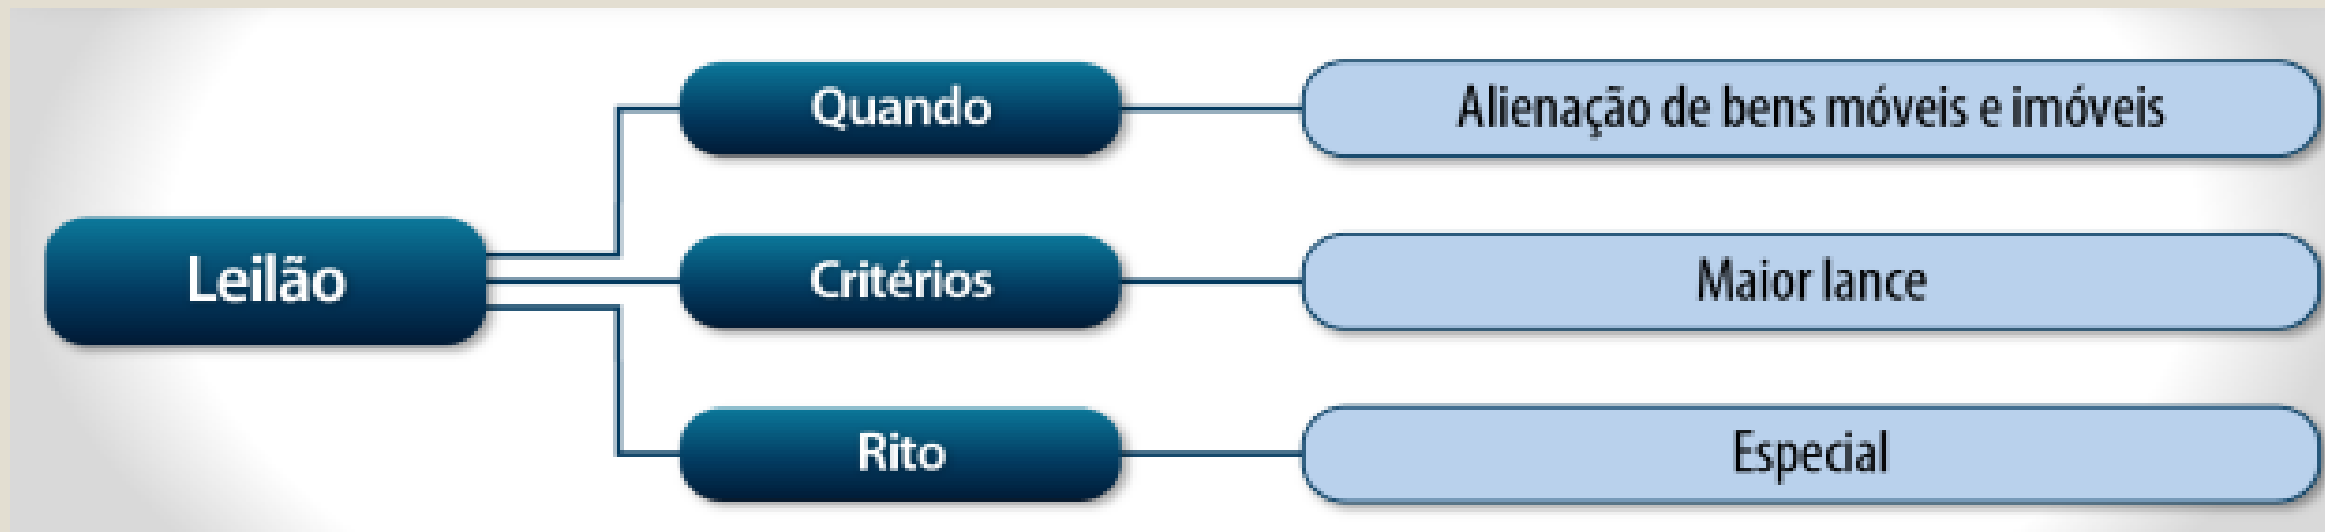 Leilão
Quando
Alienação de bens móveis e imóveis
Critérios
Maior lance
Rito
Especial